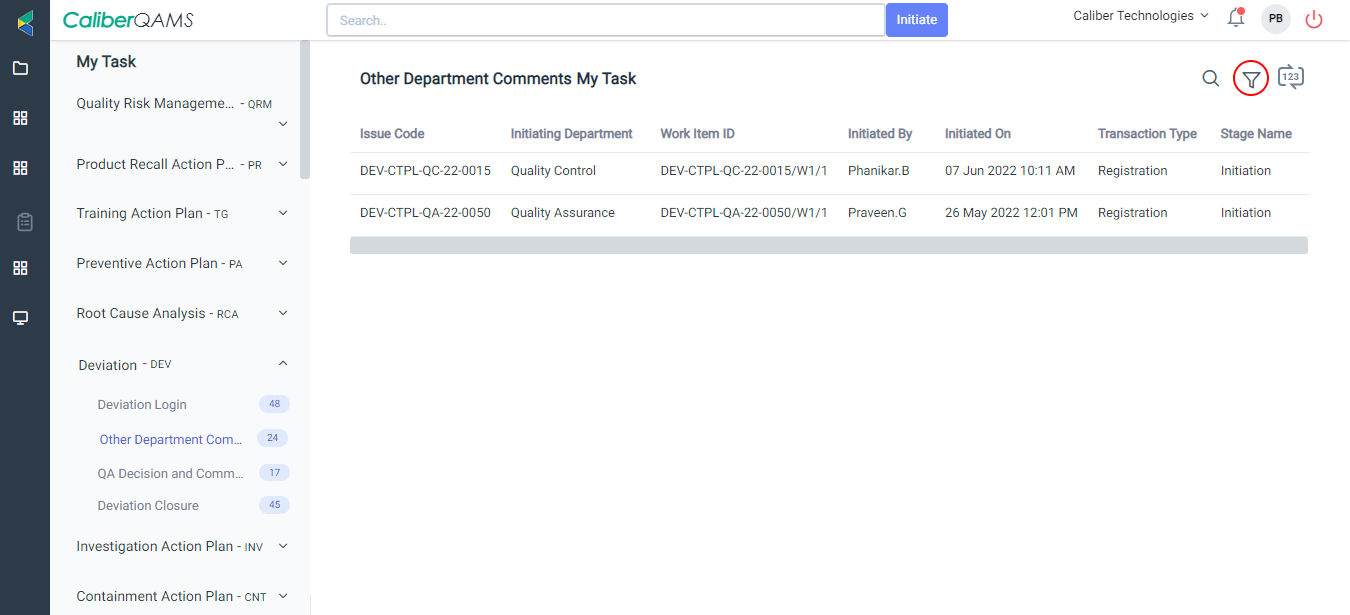 CaliberQAMS
Search..
Initiate
Caliber Technologies
PB
My Task
Quality Risk Manageme... - QRM
Product Recall Action P... - PR
Training Action Plan - TG
Preventive Action Plan - PA
Root Cause Analysis - RCA
Deviation - DEV
Deviation Login 48
Other Department Com... 24
QA Decision and Comm... 17
Deviation Closure 45
Investigation Action Plan - INV
Containment Action Plan - CNT
Other Department Comments My Task
123
Issue Code Initiating Department Work Item ID Initiated By Initiated On Transaction Type Stage Name
DEV-CTPL-QC-22-0015 Quality Control DEV-CTPL-QC-22-0015/W1/1 Phanikar.B 07 Jun 2022 10:11 AM Registration Initiation
DEV-CTPL-QA-22-0050 Quality Assurance DEV-CTPL-QA-22-0050/W1/1 Praveen.G 26 May 2022 12:01 PM Registration Initiation